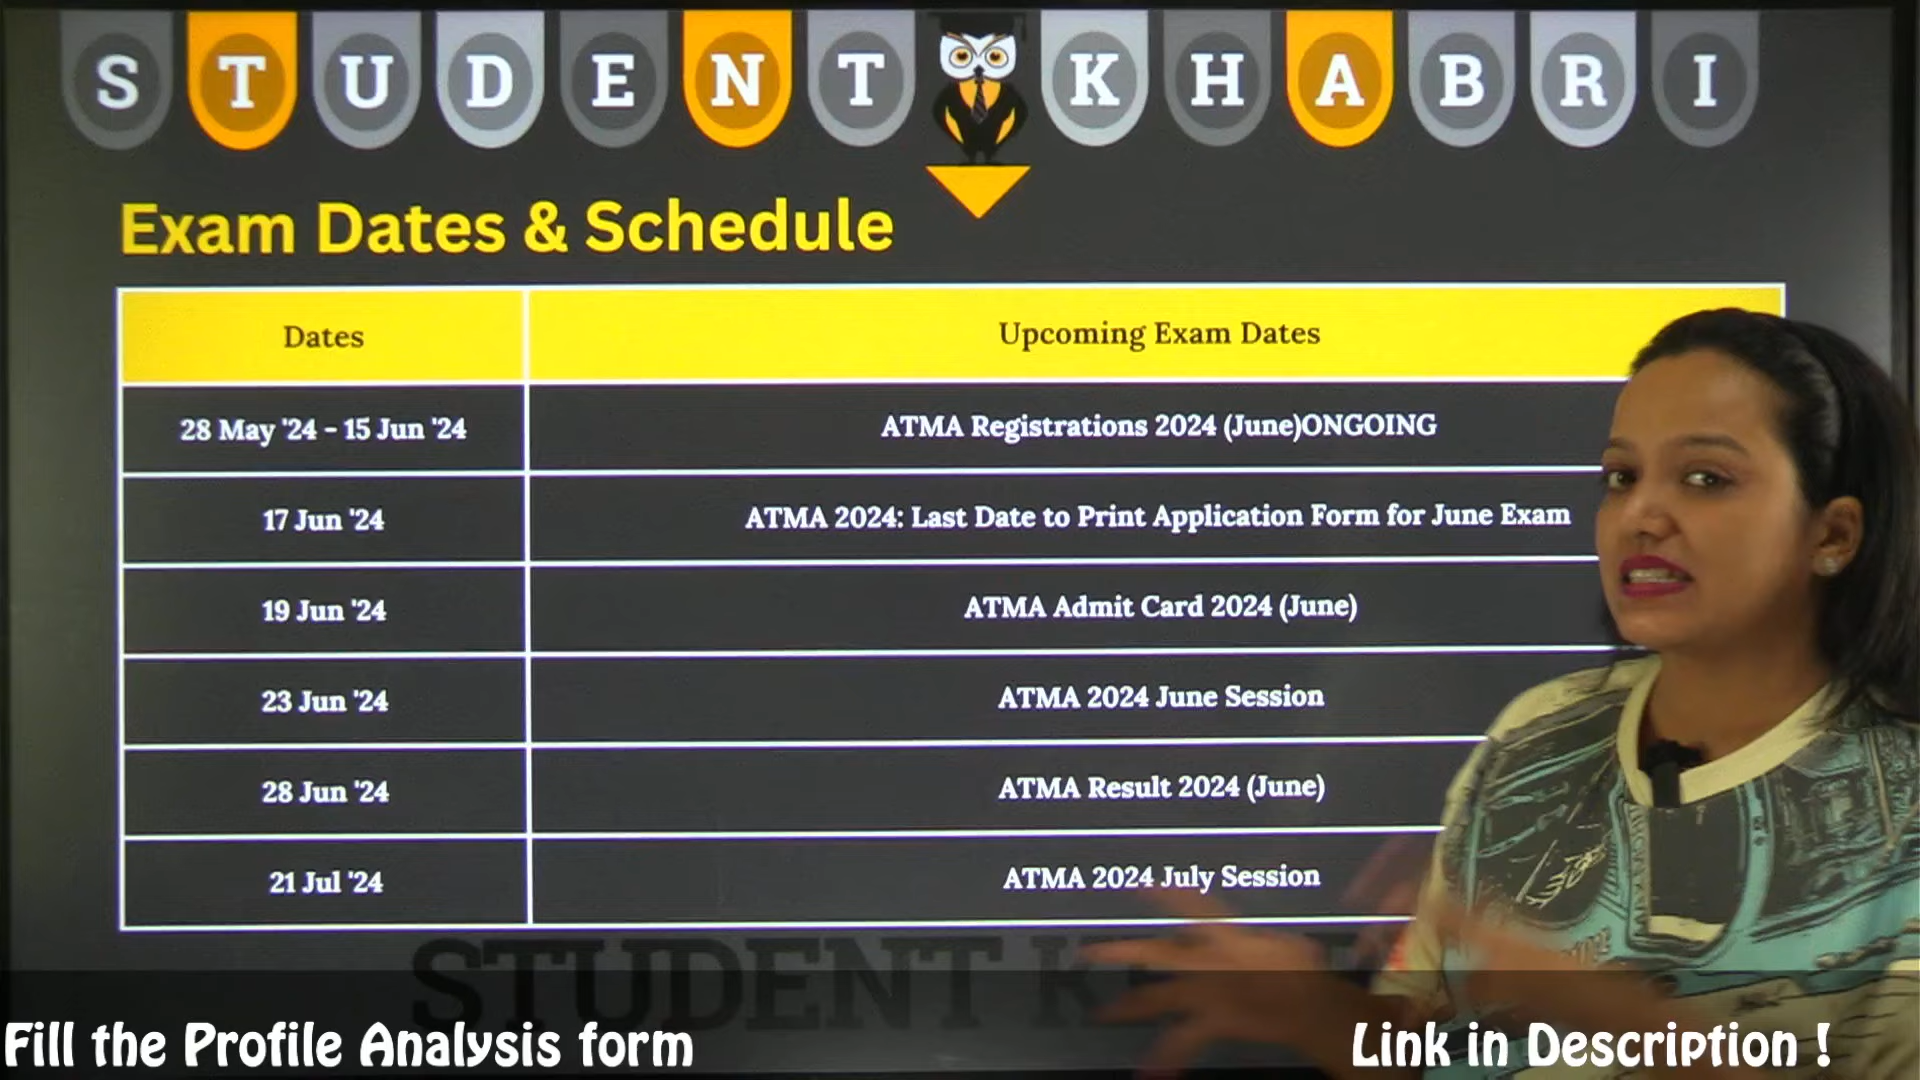 STUDENT KHABRI
Exam Dates & Schedule
Dates
Upcoming Exam Dates
28 May '24 - 15 Jun '24
ATMA Registrations 2024 (June)ONGOING
17 Jun '24
ATMA 2024: Last Date to Print Application Form for June Exam
19 Jun '24
ATMA Admit Card 2024 (June)
23 Jun '24
ATMA 2024 June Session
28 Jun '24
ATMA Result 2024 (June)
21 Jul '24
ATMA 2024 July Session
STUDENT K
Fill the Profile Analysis form
Link in Description !